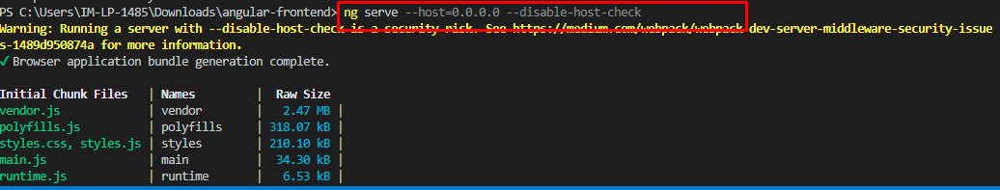 PS C:\Users\IM-LP-1485\Downloads\angular-frontend> ng serve --host=0.0.0.0 --disable-host-check
Warning: Running a server with --disable-host-check is a security risk. See https://medium.com/webpack/webpack-dev-server-middleware-security-issue
s-1489d950874a for more information.
✓ Browser application bundle generation complete.
Initial Chunk Files | Names | Raw Size
vendor.js | vendor | 2.47 MB |
polyfills.js | polyfills | 318.07 kB |
styles.css, styles.js | styles | 210.10 kB |
main.js | main | 34.30 kB |
runtime.js | runtime | 6.53 kB |